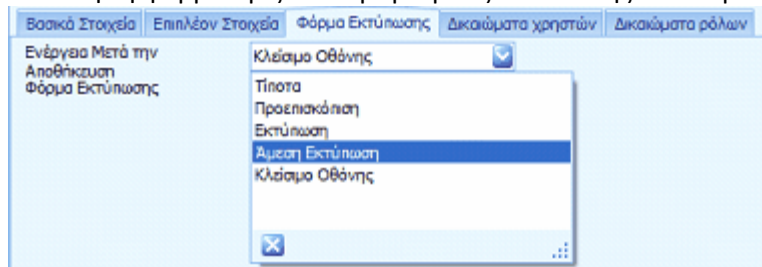 Βασικά Στοιχεία Επιπλέον Στοιχεία Φόρμα Εκτύπωσης Δικαιώματα χρηστών Δικαιώματα ρόλων
Ενέργεια Μετά την Αποθήκευση
Κλείσιμο Οθόνης
Φόρμα Εκτύπωσης
Τίποτα
Προεπισκόπιση
Εκτύπωση
Άμεση Εκτύπωση
Κλείσιμο Οθόνης